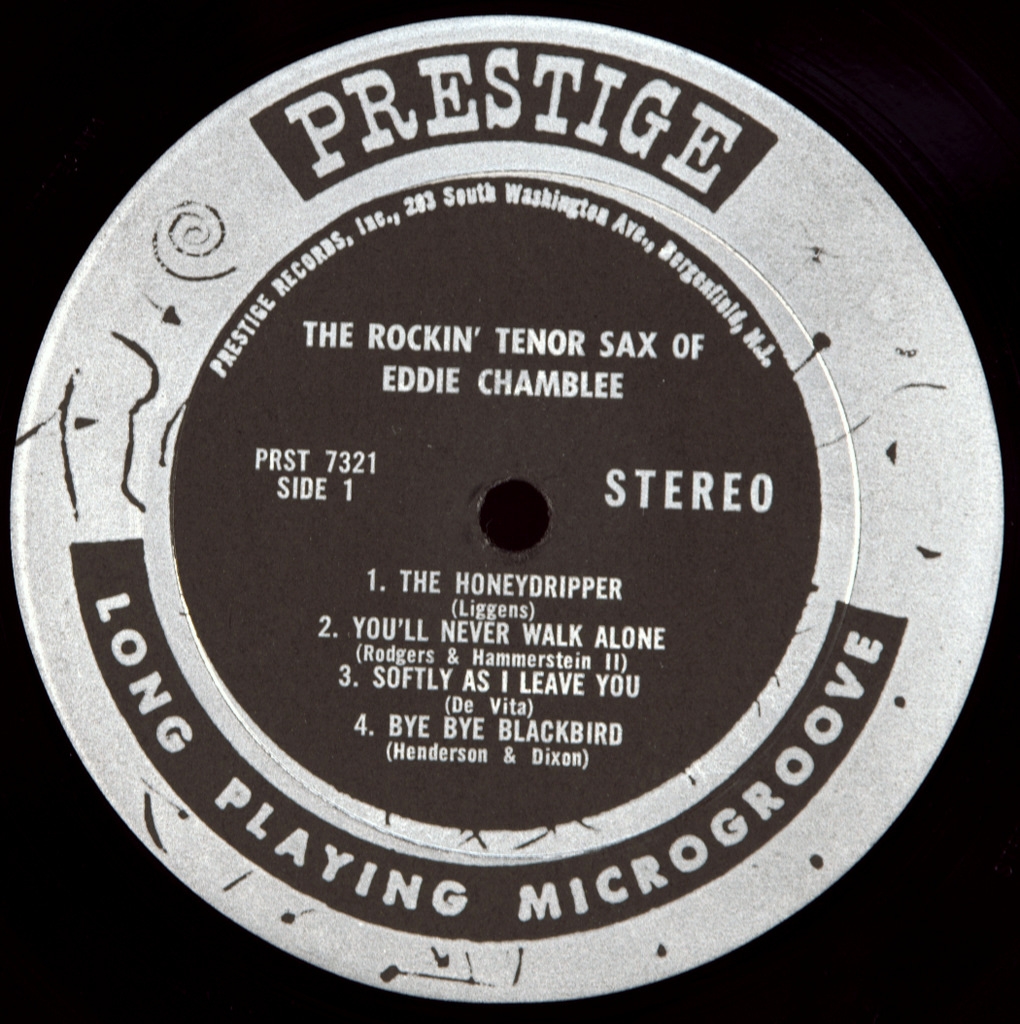 PRESTIGE
PRESTIGE RECORDS, Inc., 203 South Washington Ave., Bergenfield, N.J.
THE ROCKIN' TENOR SAX OF
EDDIE CHAMBLEE
PRST 7321
SIDE 1
STEREO
1. THE HONEYDRIPPER
(Liggens)
2. YOU'LL NEVER WALK ALONE
(Rodgers & Hammerstein II)
3. SOFTLY AS I LEAVE YOU
(De Vita)
4. BYE BYE BLACKBIRD
(Henderson & Dixon)
LONG PLAYING MICROGROOVE